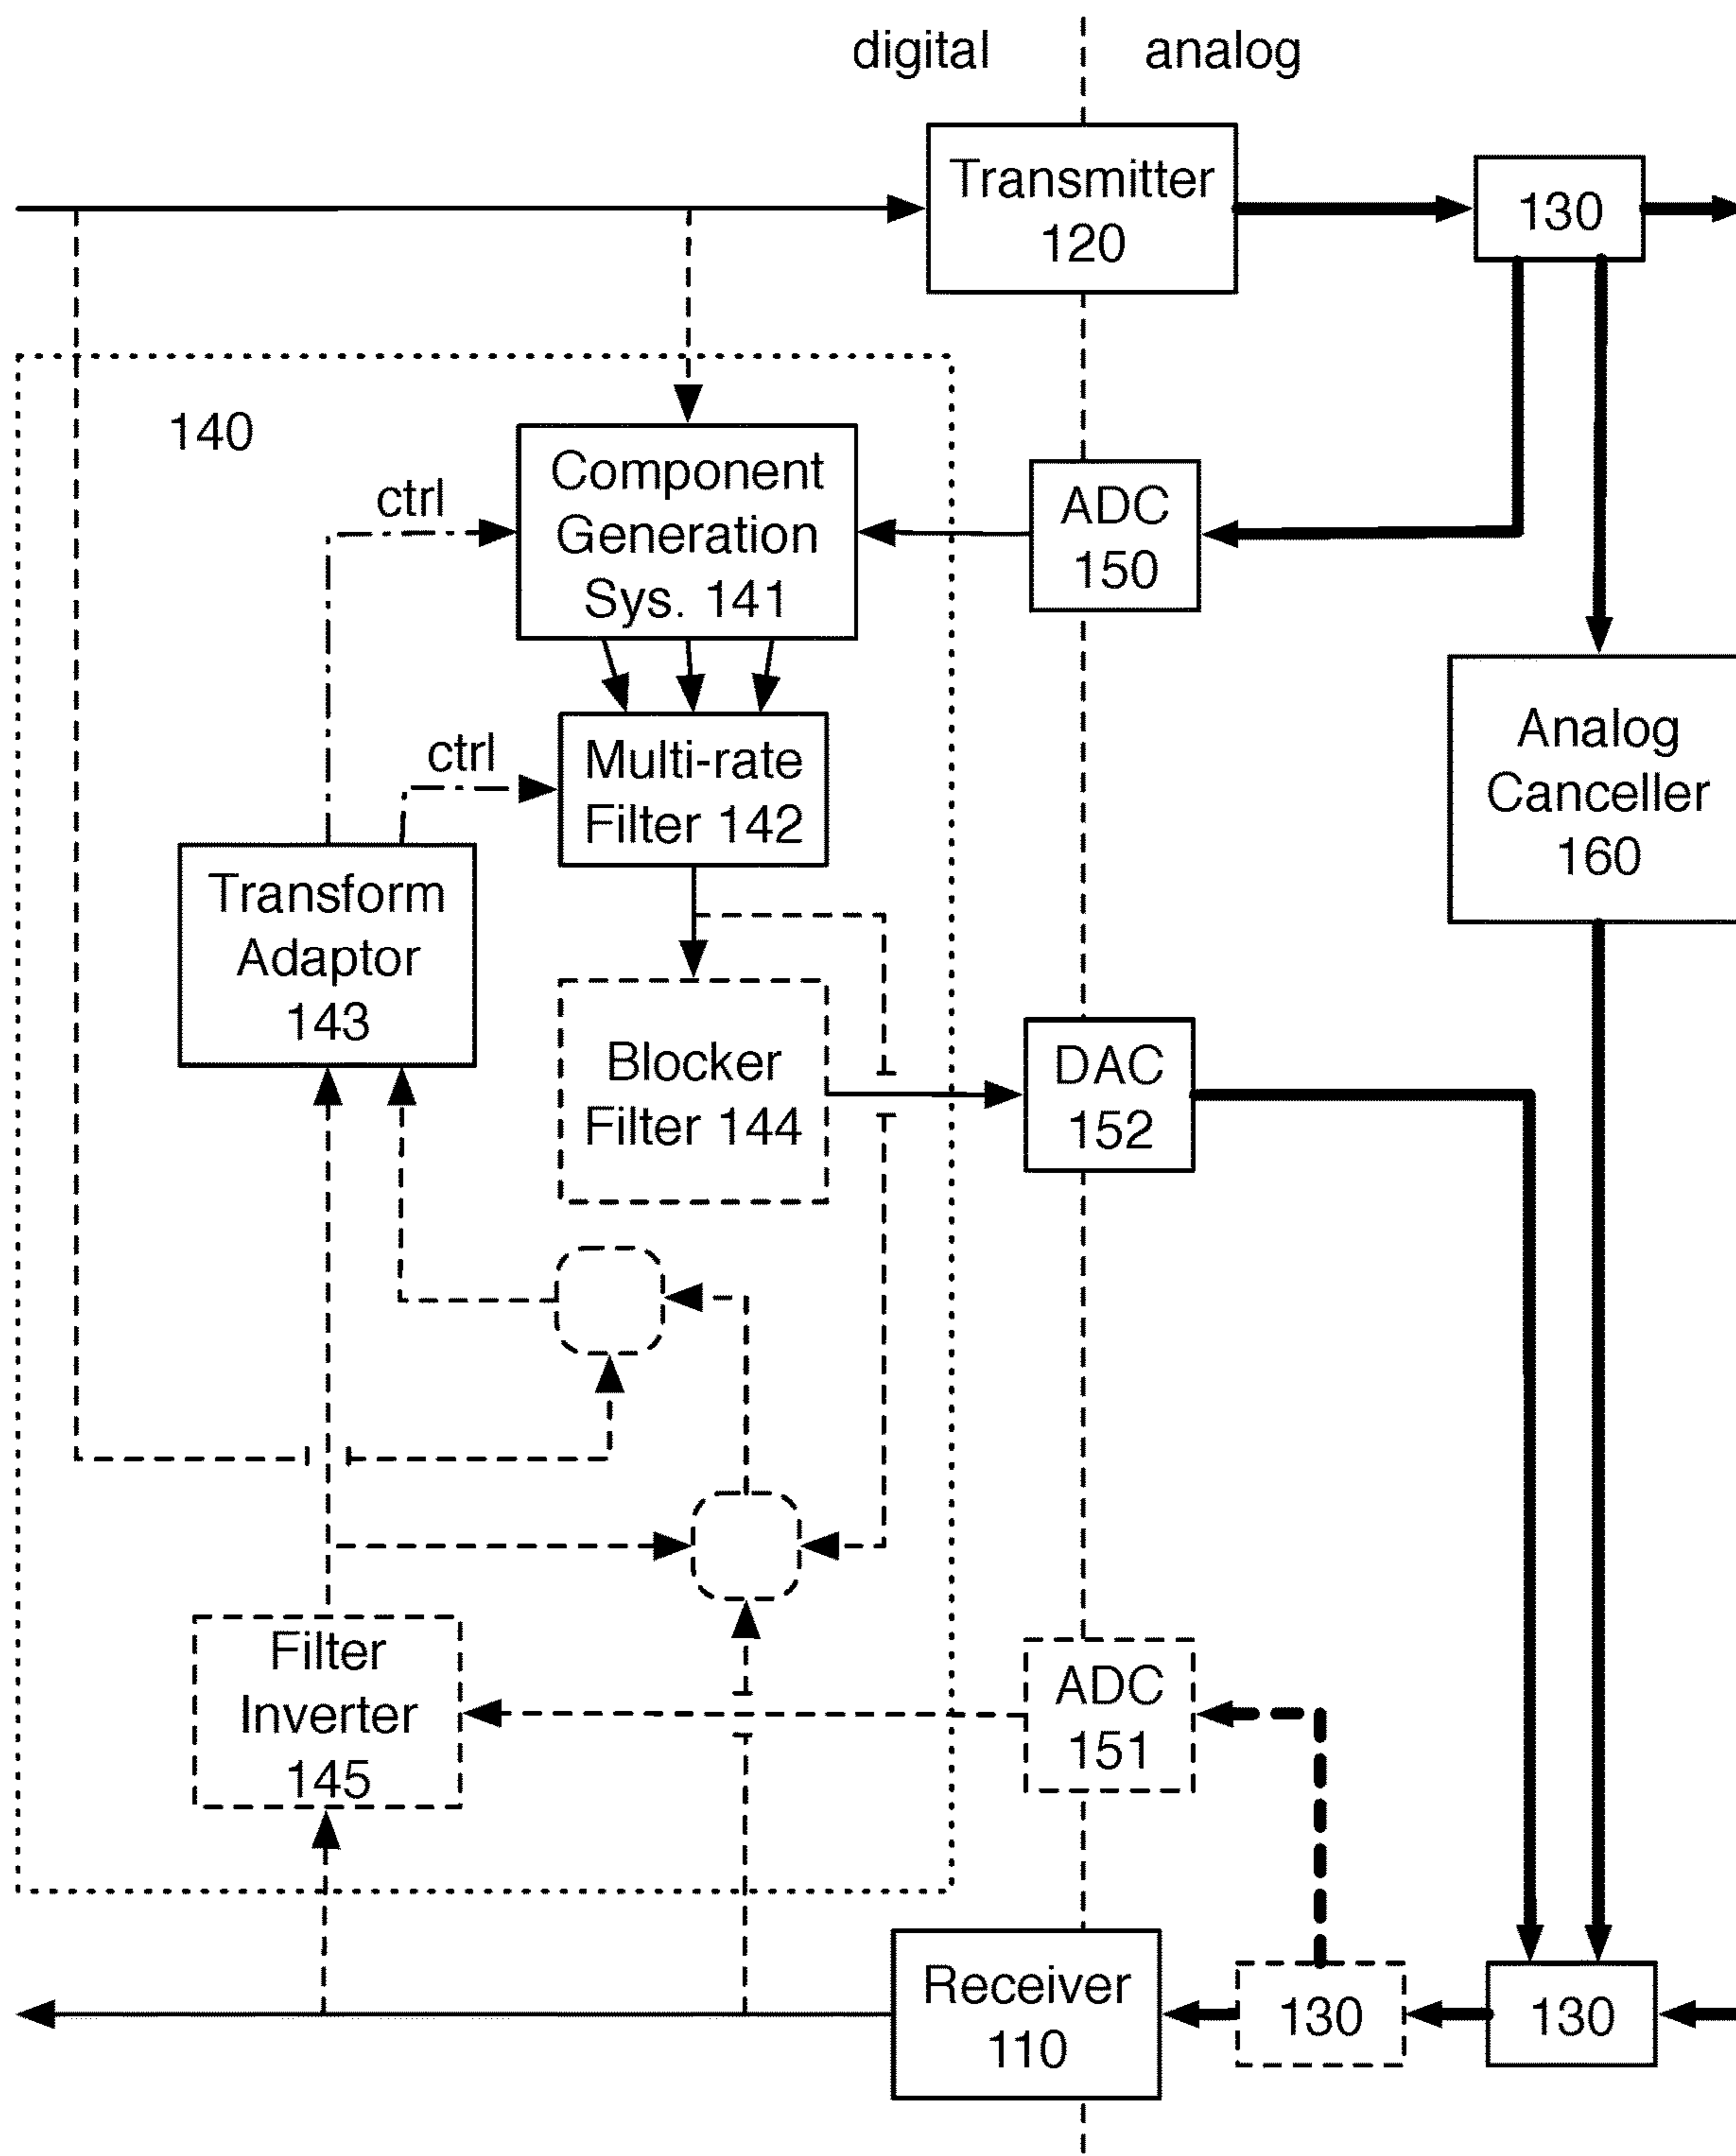 digital
analog
Transmitter
120
130
140
ctrl
Component
Generation
Sys. 141
ADC
150
ctrl
Multi-rate
Filter 142
Analog
Canceller
160
Transform
Adaptor
143
Blocker
Filter 144
DAC
152
Filter
Inverter
145
ADC
151
Receiver
110
130
130